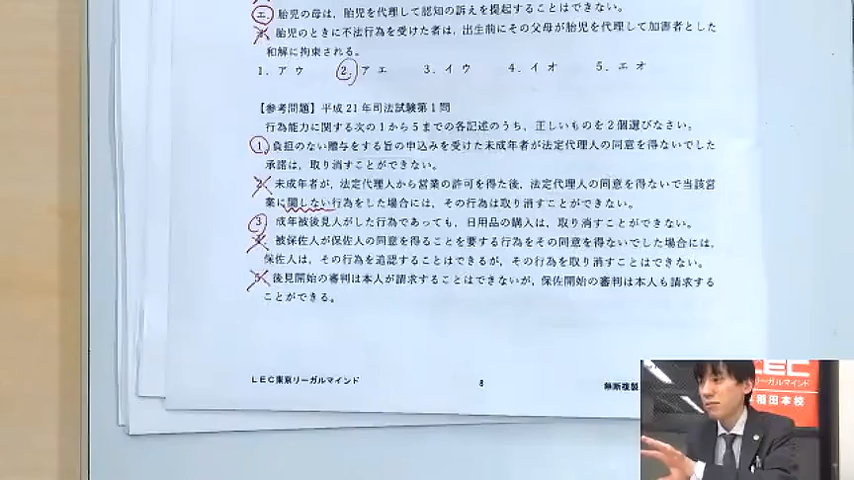 エ. 胎児の母は、胎児を代理して認知の訴えを提起することはできない。
オ. 胎児のときに不法行為を受けた者は、出生前にその父母が胎児を代理して加害者とした
和解に拘束される。
1. アウ 2. アエ 3. イウ 4. イオ 5. エオ
【参考問題】平成21年司法試験第1問
行為能力に関する次の1から5までの各記述のうち、正しいものを2個選びなさい。
1. 負担のない贈与をする旨の申込みを受けた未成年者が法定代理人の同意を得ないでした
承諾は、取り消すことができない。
2. 未成年者が、法定代理人から営業の許可を得た後、法定代理人の同意を得ないで当該営
業に関しない行為をした場合には、その行為は取り消すことができない。
3. 成年被後見人がした行為であっても、日用品の購入は、取り消すことができない。
4. 被保佐人が保佐人の同意を得ることを要する行為をその同意を得ないでした場合には、
保佐人は、その行為を追認することはできるが、その行為を取り消すことはできない。
5. 後見開始の審判は本人が請求することはできないが、保佐開始の審判は本人も請求する
ことができる。
LEC東京リーガルマインド 8 無断複製
LEC
リーガルマインド
稲田本校